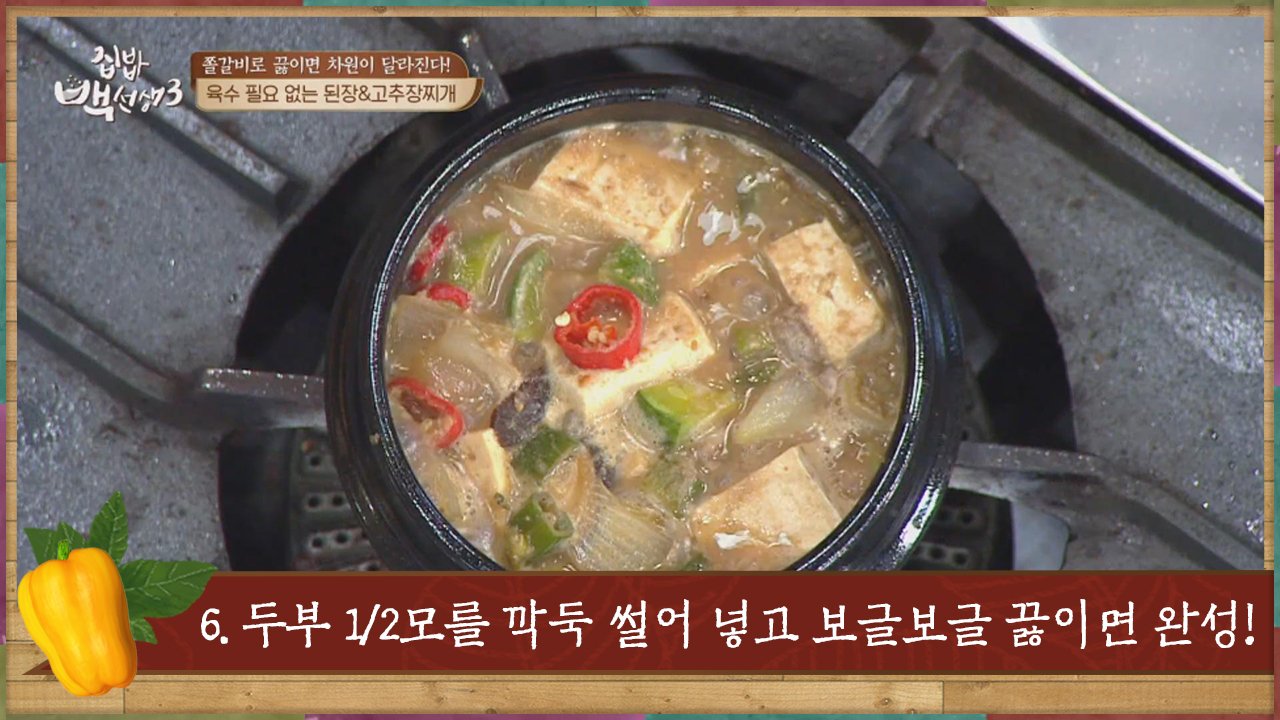 집밥
백선생3
쫄갈비로 끓이면 차원이 달라진다!
육수 필요 없는 된장&고추장찌개
6. 두부 1/2모를 깍둑 썰어 넣고 보글보글 끓이면 완성!